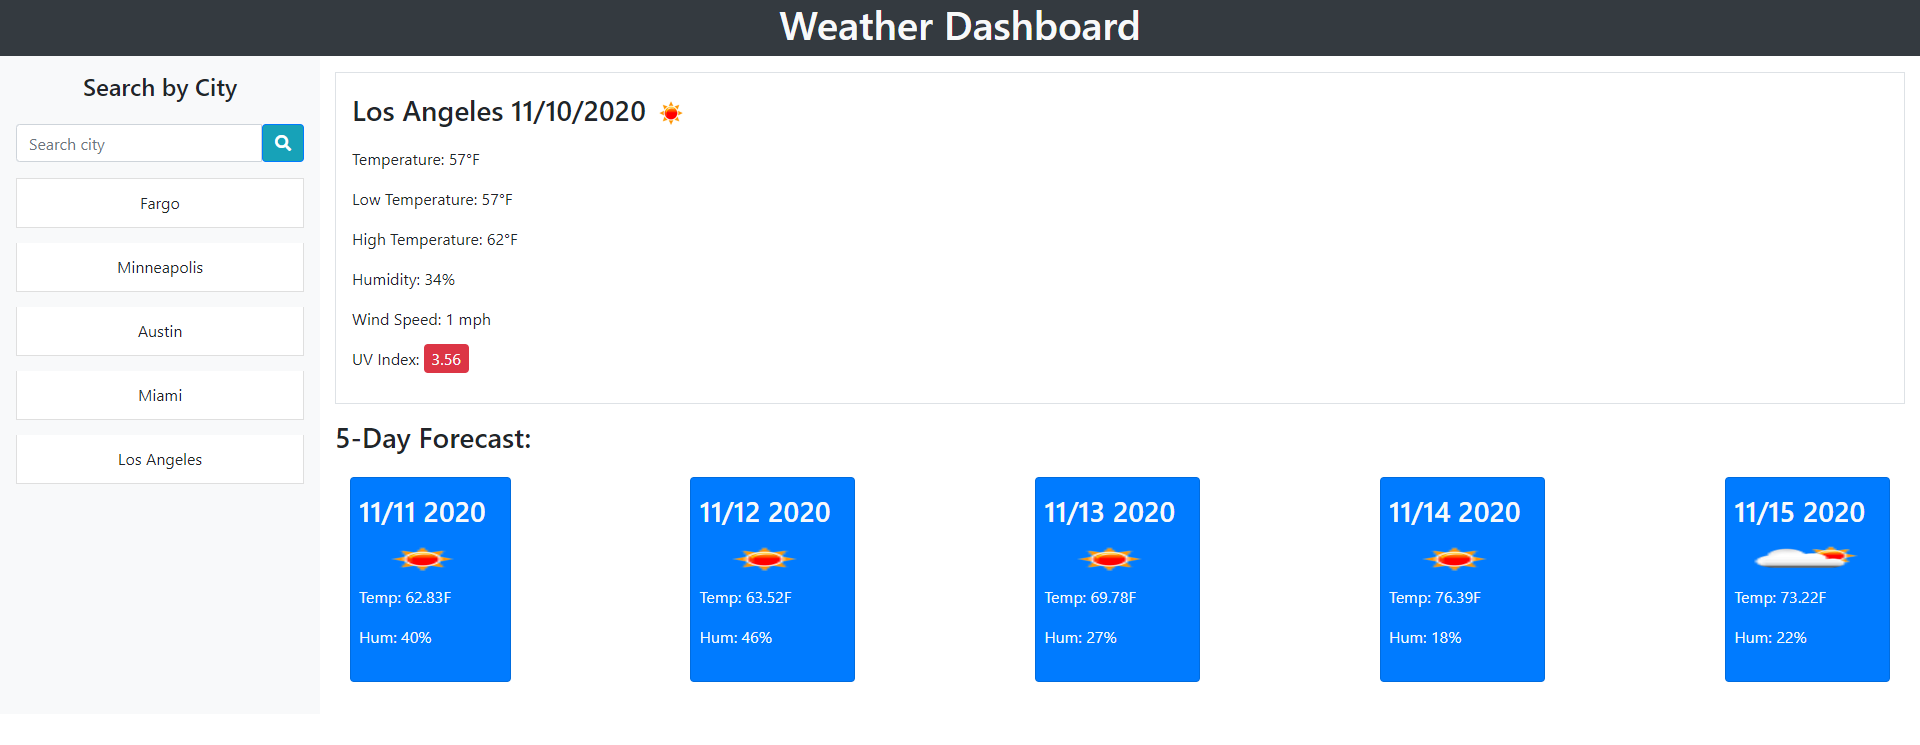 Weather Dashboard
Search by City
Search city
Fargo
Minneapolis
Austin
Miami
Los Angeles
Los Angeles 11/10/2020
Temperature: 57°F
Low Temperature: 57°F
High Temperature: 62°F
Humidity: 34%
Wind Speed: 1 mph
UV Index: 3.56
5-Day Forecast:
11/11 2020
Temp: 62.83F
Hum: 40%
11/12 2020
Temp: 63.52F
Hum: 46%
11/13 2020
Temp: 69.78F
Hum: 27%
11/14 2020
Temp: 76.39F
Hum: 18%
11/15 2020
Temp: 73.22F
Hum: 22%